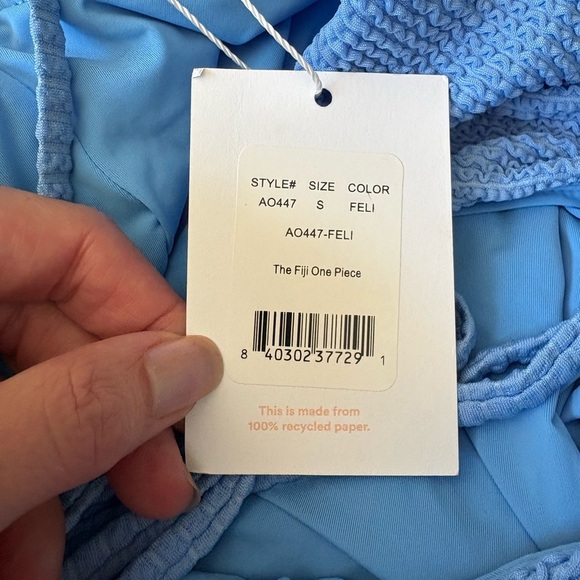 STYLE# SIZE COLOR
AO447 S FELI
AO447-FELI
The Fiji One Piece
8 40302 37729 1
This is made from
100% recycled paper.